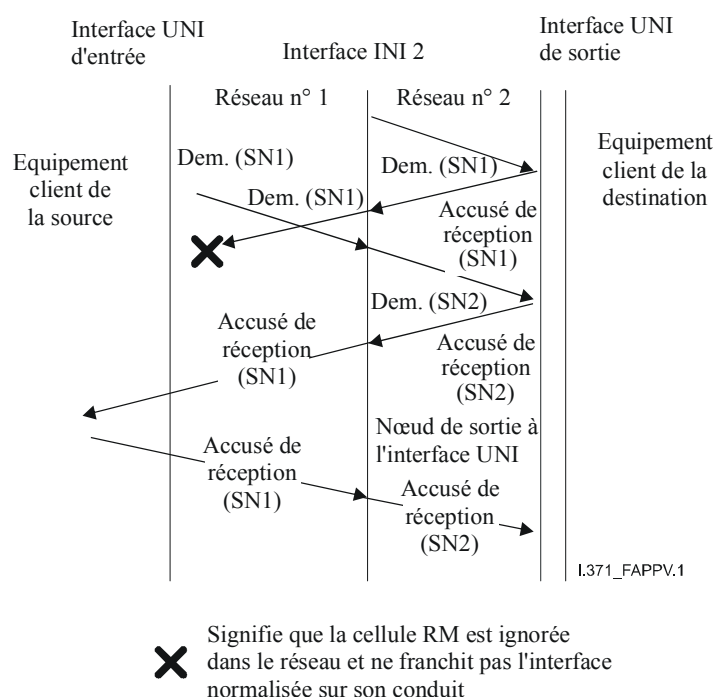 Interface UNI
d'entrée
Interface INI 2
Interface UNI
de sortie
Réseau n° 1
Réseau n° 2
Equipement
client de
la source
Equipement
client de la
destination
Dem. (SN1)
Dem. (SN1)
Dem. (SN1)
Accusé de
réception
(SN1)
Dem. (SN2)
Accusé de
réception
(SN1)
Accusé de
réception
(SN2)
Nœud de sortie à
l'interface UNI
Accusé de
réception
(SN1)
Accusé de
réception
(SN2)
I.371_FAPPV.1
Signifie que la cellule RM est ignorée
dans le réseau et ne franchit pas l'interface
normalisée sur son conduit